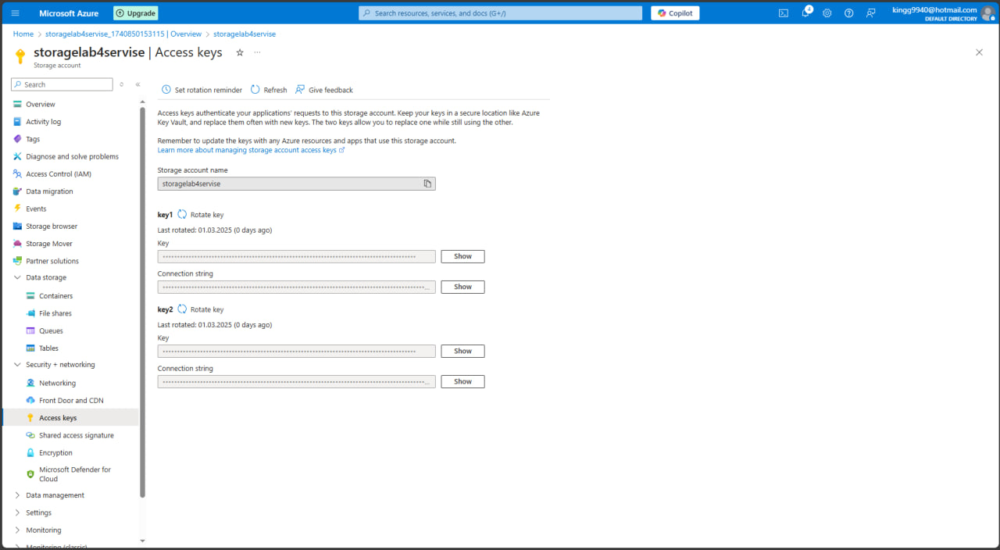 Microsoft Azure
Upgrade
Search resources, services, and docs (G+/)
Copilot
4
kingg9940@hotmail.com
DEFAULT DIRECTORY
Home > storagelab4servise_1740850153115 | Overview > storagelab4servise
storagelab4servise | Access keys
Storage account
Search
Overview
Activity log
Tags
Diagnose and solve problems
Access Control (IAM)
Data migration
Events
Storage browser
Storage Mover
Partner solutions
Data storage
Containers
File shares
Queues
Tables
Security + networking
Networking
Front Door and CDN
Access keys
Shared access signature
Encryption
Microsoft Defender for
Cloud
Data management
Settings
Monitoring
Monitoring (classic)
Set rotation reminder
Refresh
Give feedback
Access keys authenticate your applications' requests to this storage account. Keep your keys in a secure location like Azure
Key Vault, and replace them often with new keys. The two keys allow you to replace one while still using the other.
Remember to update the keys with any Azure resources and apps that use this storage account.
Learn more about managing storage account access keys
Storage account name
storagelab4servise
key1 Rotate key
Last rotated: 01.03.2025 (0 days ago)
Key
Show
Connection string
Show
key2 Rotate key
Last rotated: 01.03.2025 (0 days ago)
Key
Show
Connection string
Show